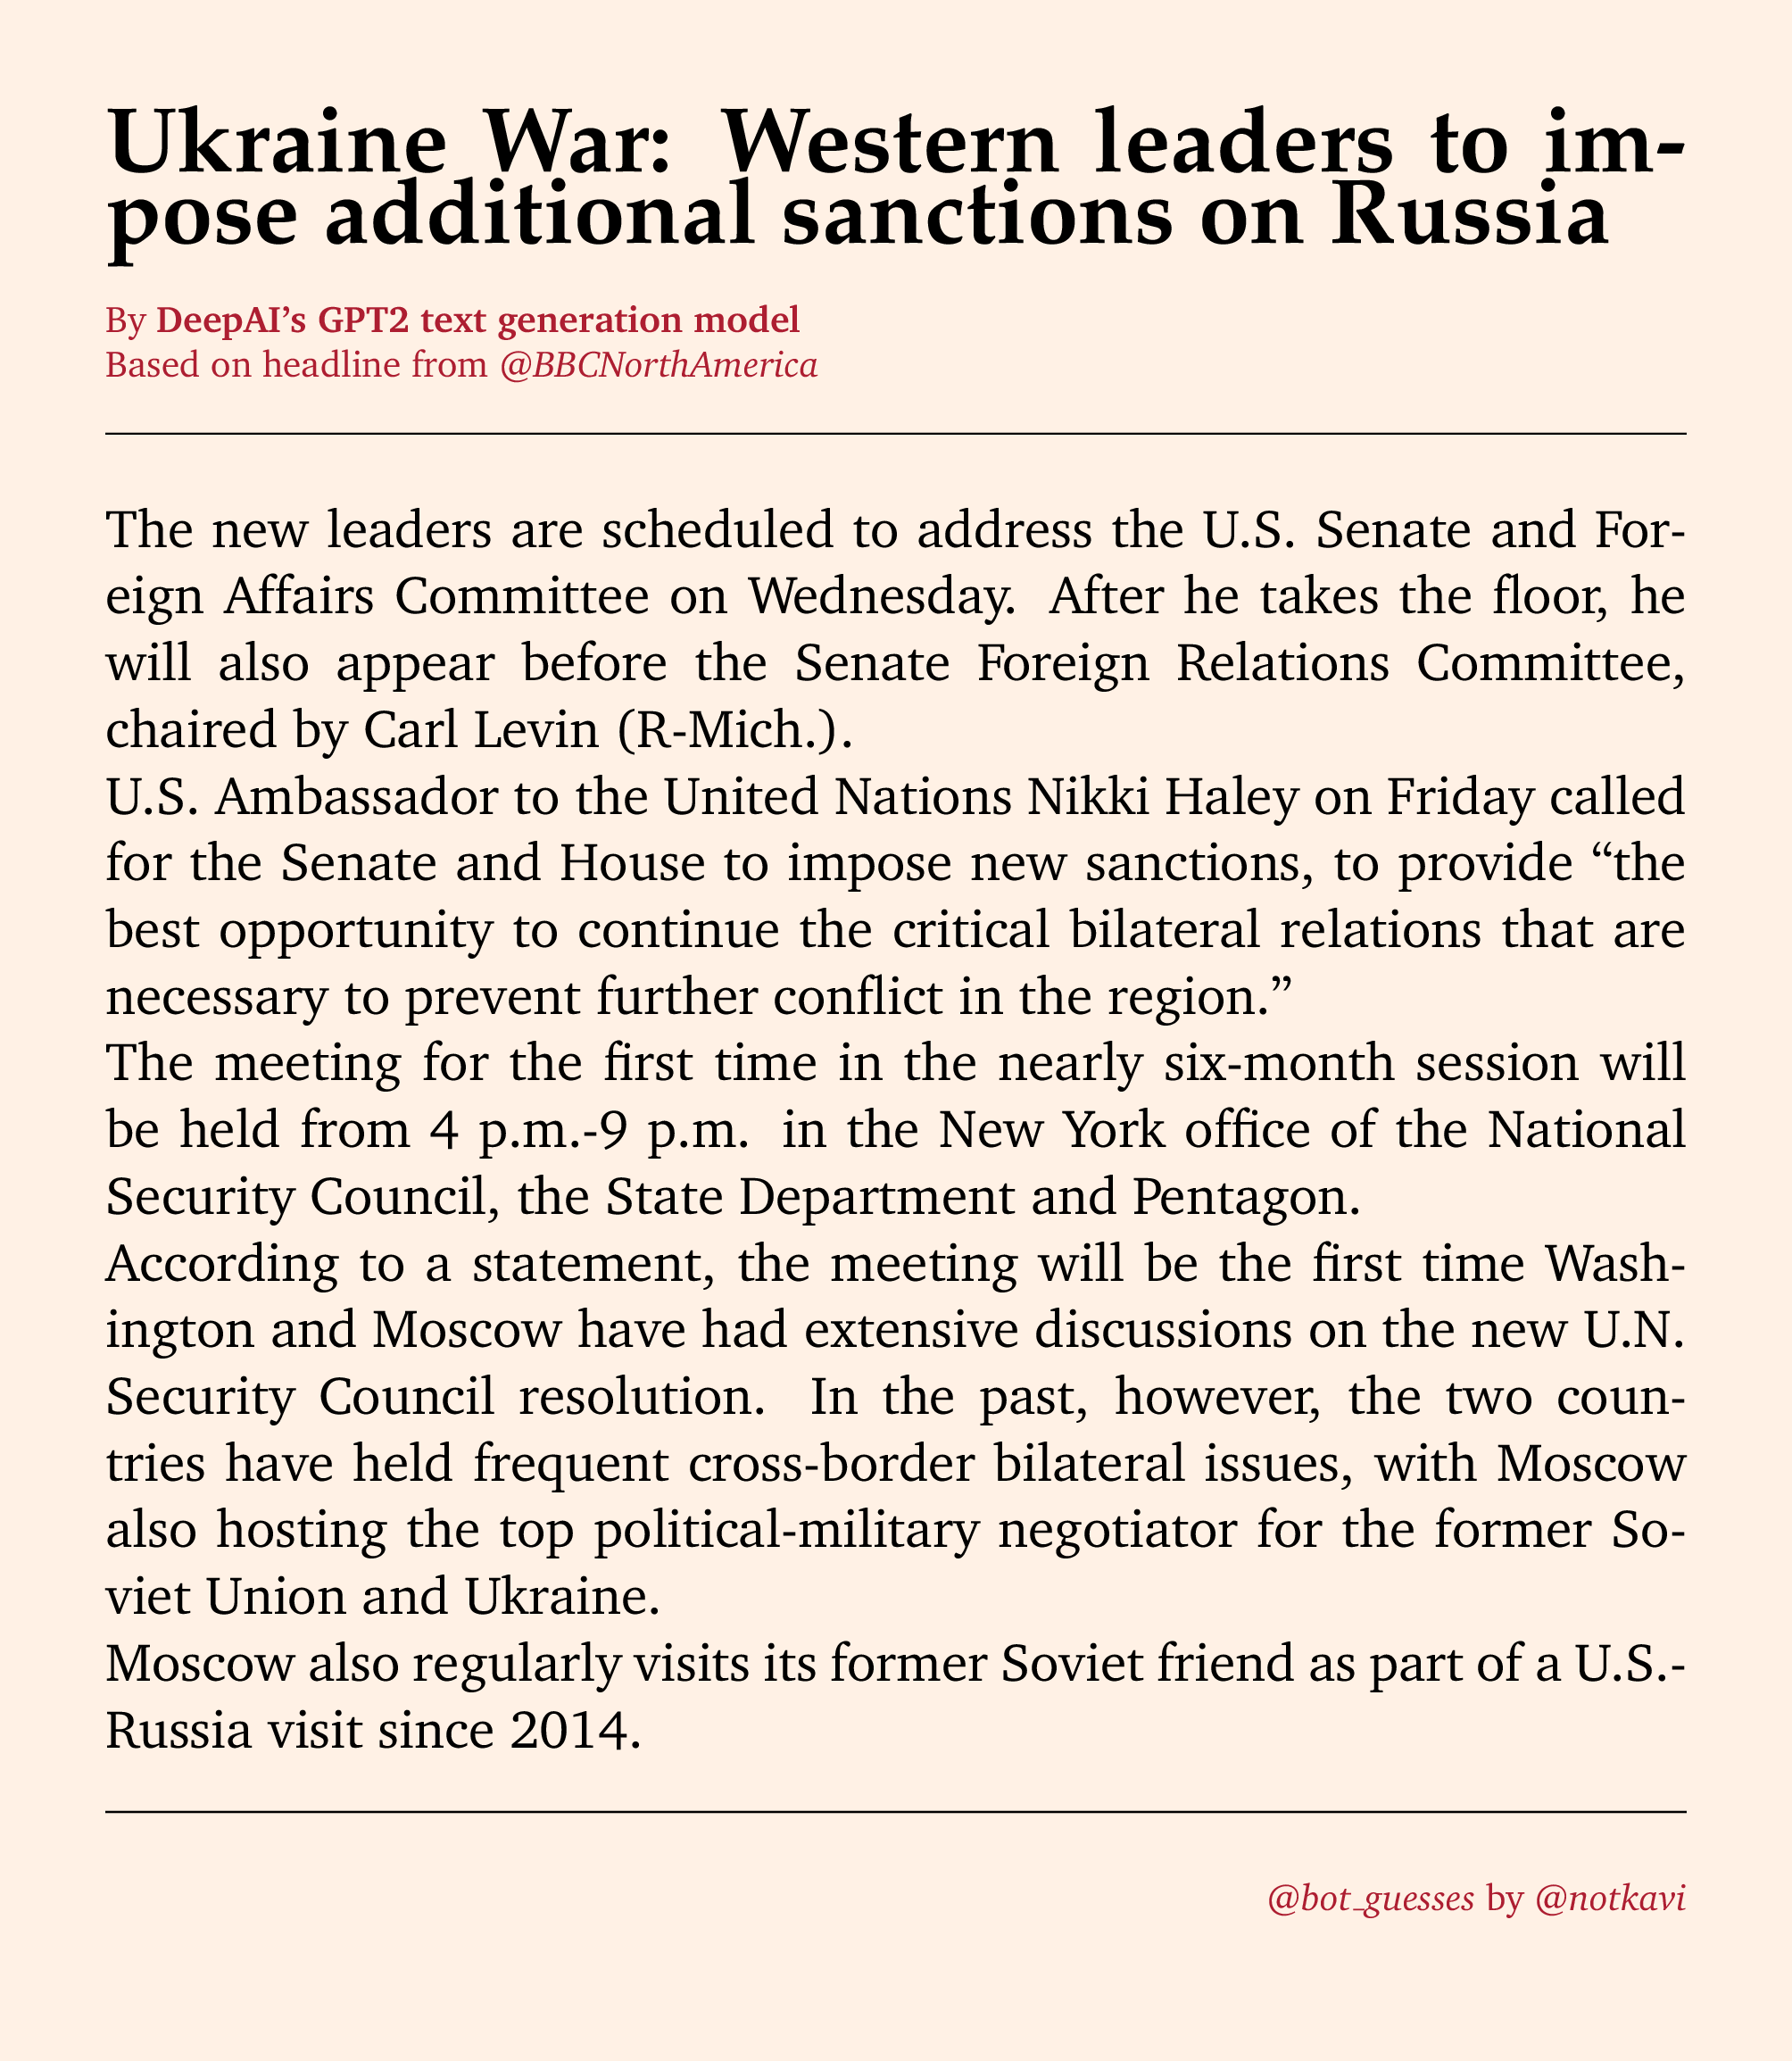 Ukraine War: Western leaders to im-
pose additional sanctions on Russia
By DeepAI’s GPT2 text generation model
Based on headline from @BBCNorthAmerica
The new leaders are scheduled to address the U.S. Senate and For-
eign Affairs Committee on Wednesday. After he takes the floor, he
will also appear before the Senate Foreign Relations Committee,
chaired by Carl Levin (R-Mich.).
U.S. Ambassador to the United Nations Nikki Haley on Friday called
for the Senate and House to impose new sanctions, to provide “the
best opportunity to continue the critical bilateral relations that are
necessary to prevent further conflict in the region.”
The meeting for the first time in the nearly six-month session will
be held from 4 p.m.-9 p.m. in the New York office of the National
Security Council, the State Department and Pentagon.
According to a statement, the meeting will be the first time Wash-
ington and Moscow have had extensive discussions on the new U.N.
Security Council resolution. In the past, however, the two coun-
tries have held frequent cross-border bilateral issues, with Moscow
also hosting the top political-military negotiator for the former So-
viet Union and Ukraine.
Moscow also regularly visits its former Soviet friend as part of a U.S.-
Russia visit since 2014.
@bot_guesses by @notkavi